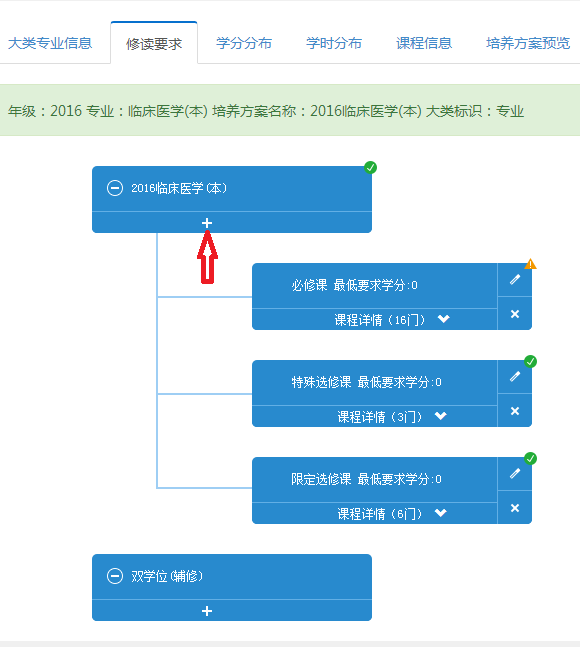 大类专业信息 修读要求 学分分布 学时分布 课程信息 培养方案预览
年级：2016 专业：临床医学(本) 培养方案名称：2016临床医学(本) 大类标识：专业
2016临床医学(本)
必修课 最低要求学分:0
课程详情（16门）
特殊选修课 最低要求学分:0
课程详情（3门）
限定选修课 最低要求学分:0
课程详情（6门）
双学位(辅修)